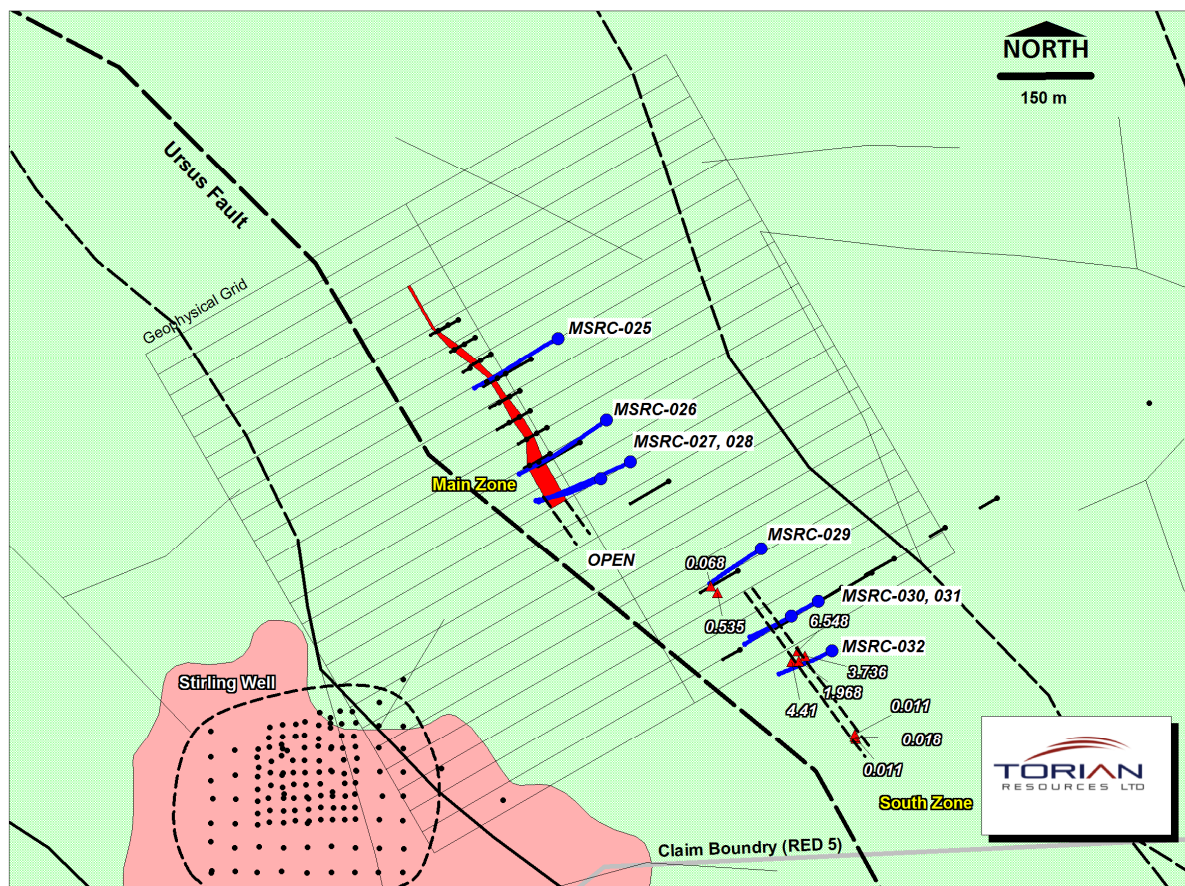 NORTH
150 m
Ursus Fault
Geophysical Grid
MSRC-025
MSRC-026
MSRC-027, 028
Main Zone
OPEN
MSRC-029
0.068
0.535
MSRC-030, 031
6.548
MSRC-032
3.736
1.968
4.41
0.011
0.018
0.011
Stirling Well
South Zone
TORIAN
RESOURCES LTD
Claim Boundry (RED 5)